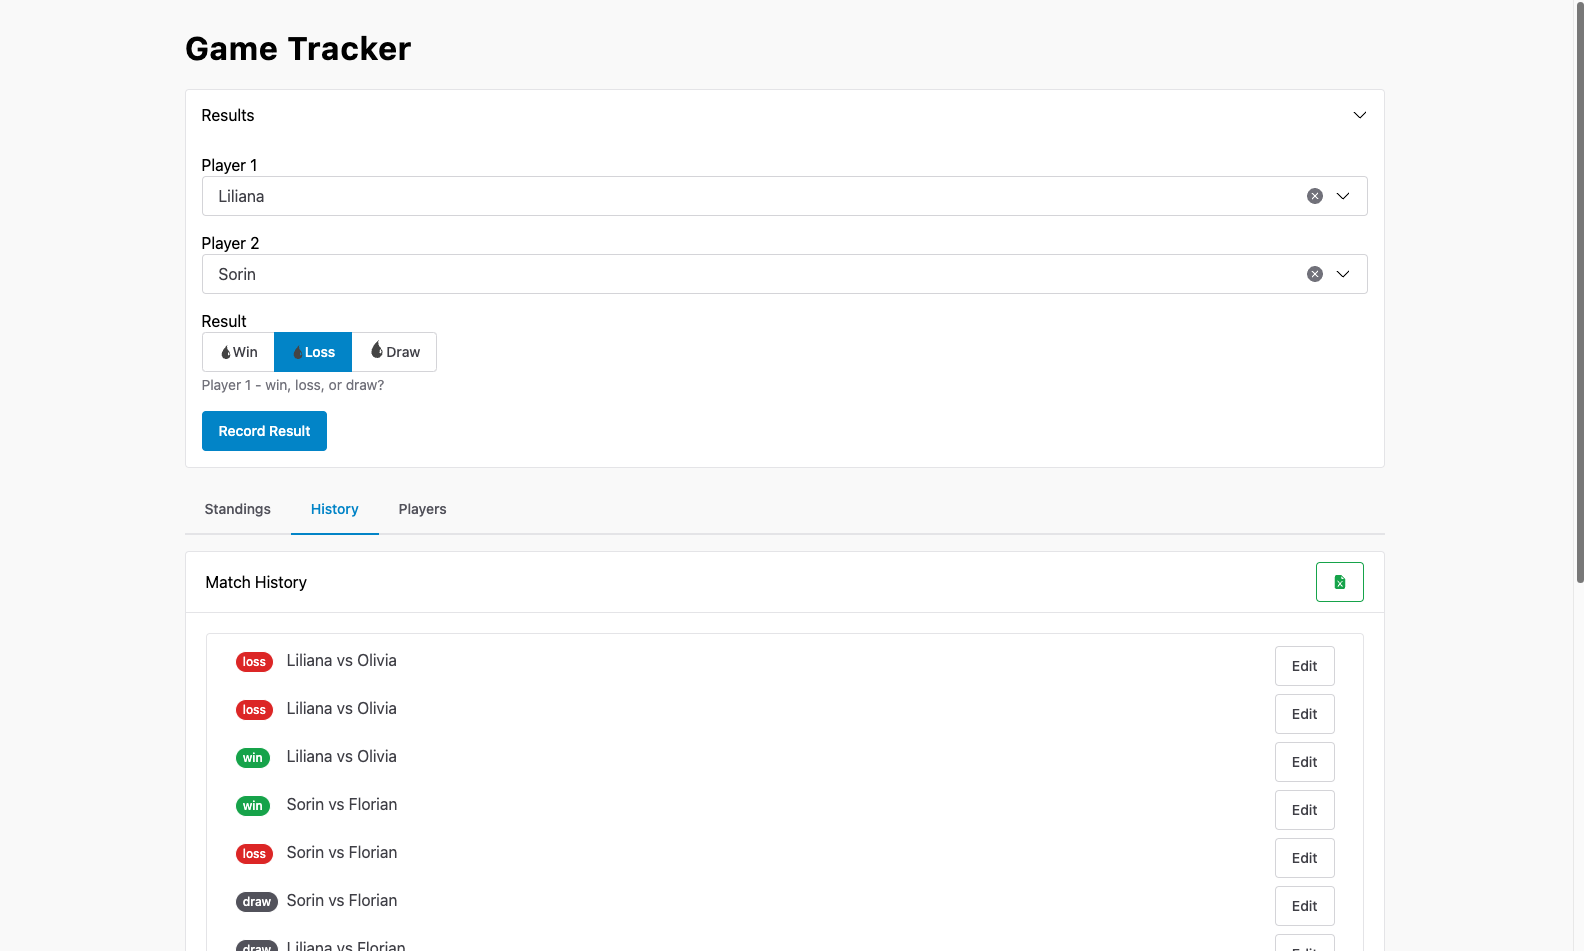 Game Tracker
Results
Player 1
Liliana
Player 2
Sorin
Result
Win Loss Draw
Player 1 - win, loss, or draw?
Record Result
Standings History Players
Match History
loss Liliana vs Olivia Edit
loss Liliana vs Olivia Edit
win Liliana vs Olivia Edit
win Sorin vs Florian Edit
loss Sorin vs Florian Edit
draw Sorin vs Florian Edit
draw Liliana vs Florian Edit